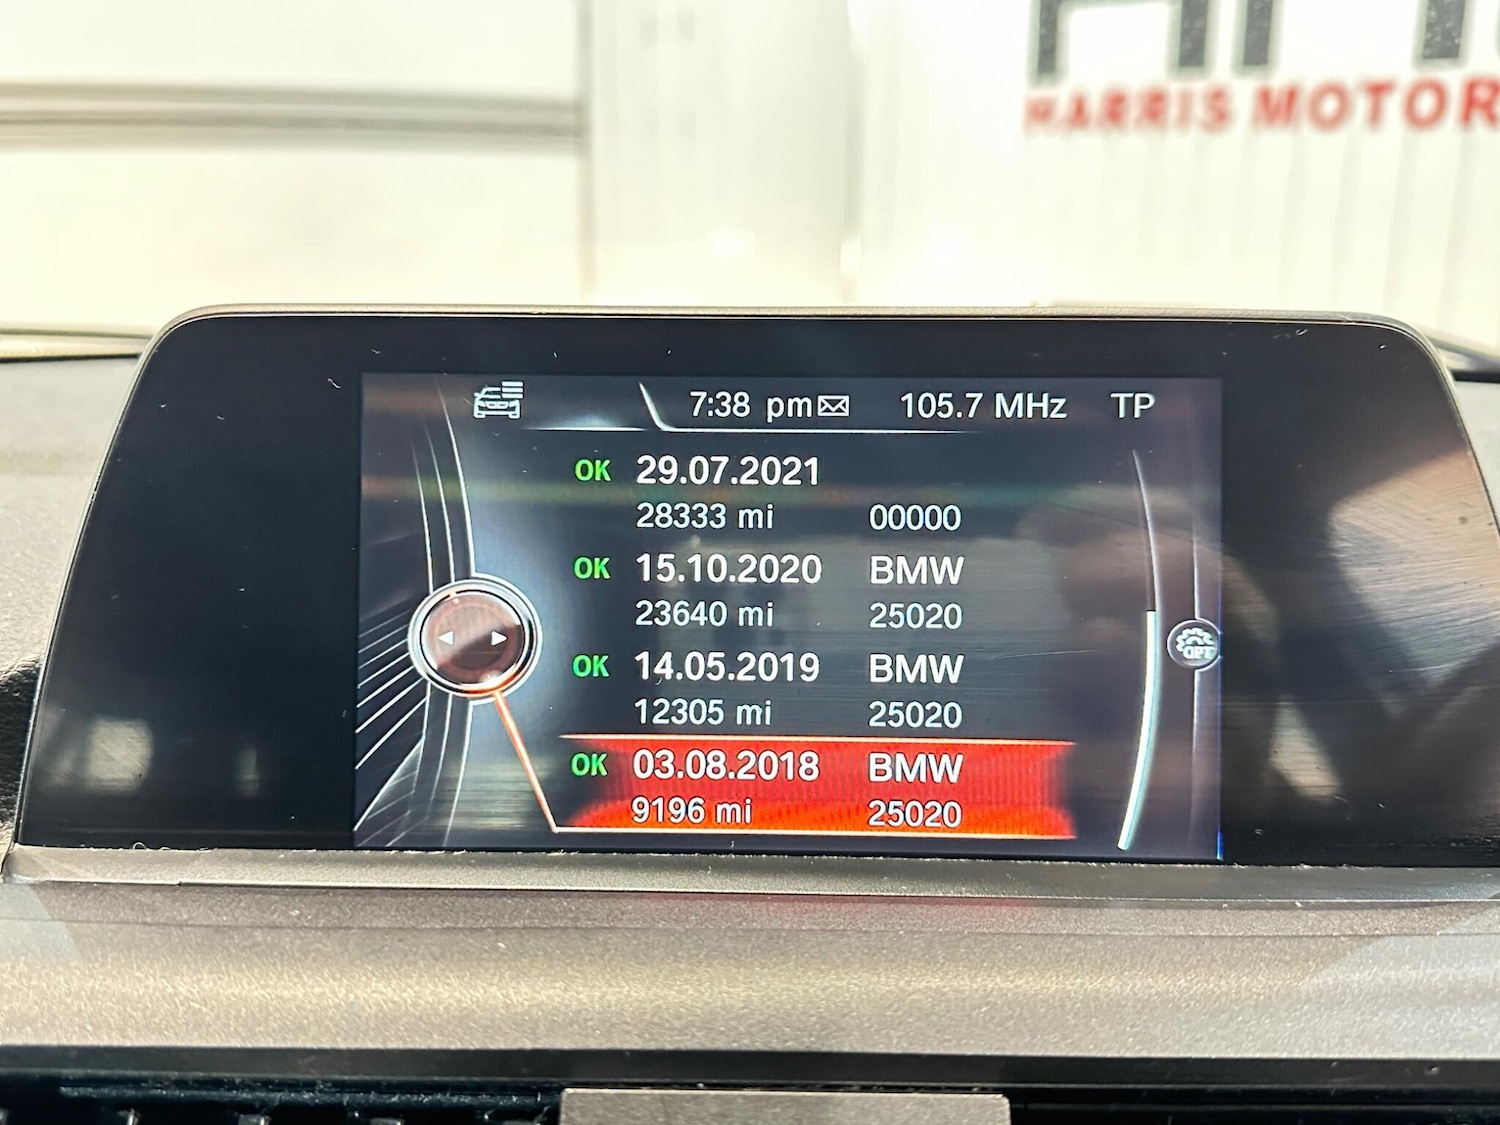 HARRIS MOTOR
7:38 pm 105.7 MHz TP
OK 29.07.2021
28333 mi 00000
OK 15.10.2020 BMW
23640 mi 25020
OK 14.05.2019 BMW
12305 mi 25020
OPT
OK 03.08.2018 BMW
9196 mi 25020